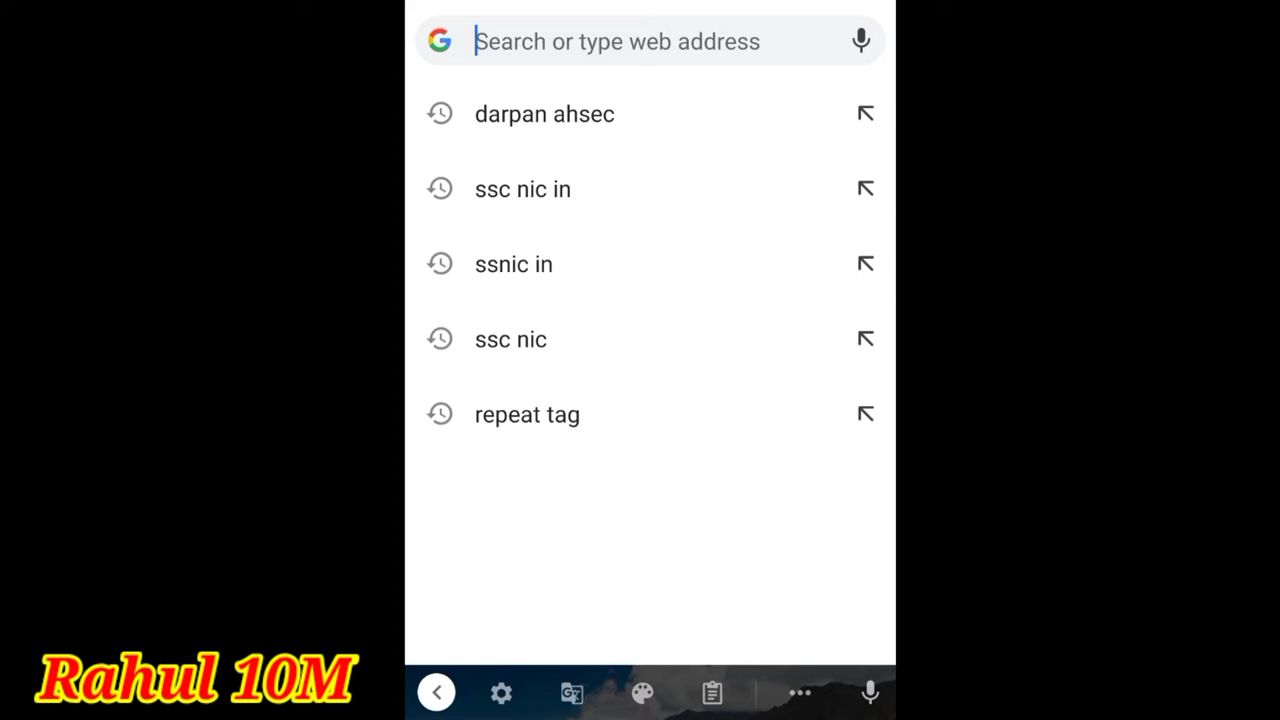 Search or type web address
darpan ahsec
ssc nic in
ssnic in
ssc nic
repeat tag
Rahul 10M